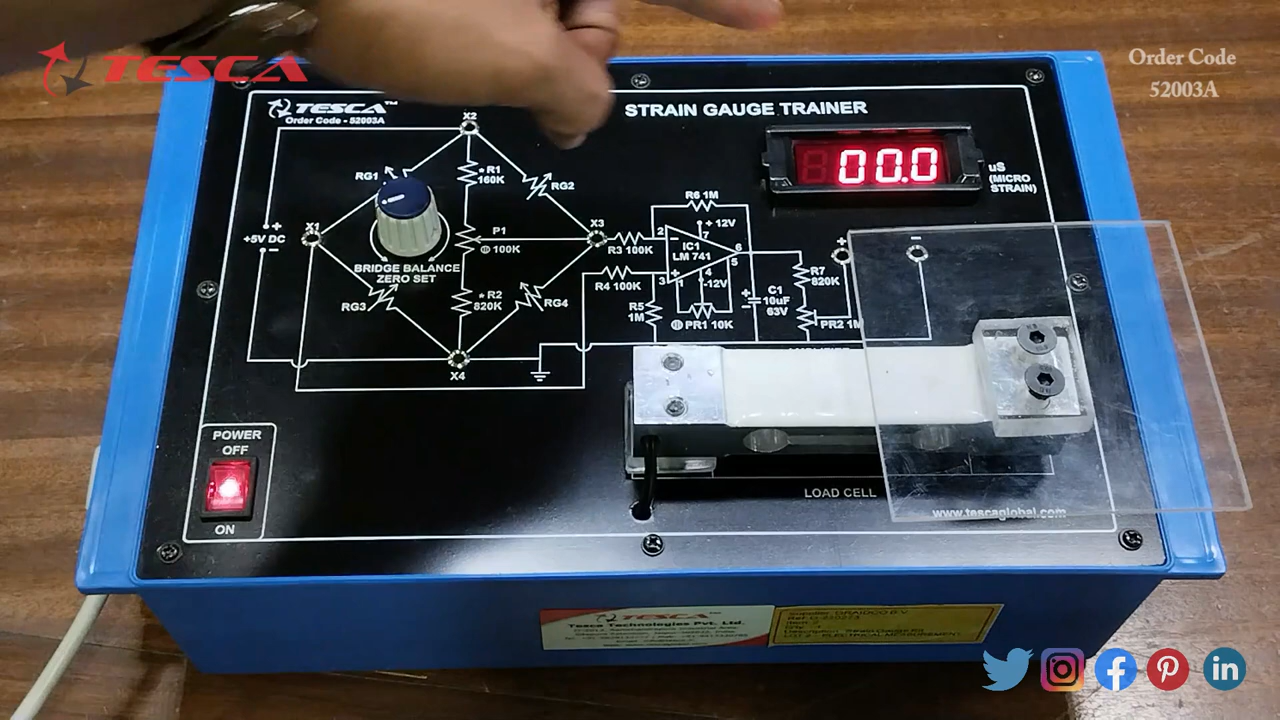 TESCA
Order Code
52003A
TESCA™
Order Code - 52003A
STRAIN GAUGE TRAINER
00.0
uS
(MICRO
STRAIN)
X2
RG1
*R1
160K
RG2
R6 1M
+ 12V
X1
+
+5V DC
-
P1
100K
X3
R3 100K
2
-
7
IC1
LM 741
6
5
+
-
BRIDGE BALANCE
ZERO SET
R4 100K
3
+
1
4
-12V
R7
820K
RG3
*R2
820K
RG4
R5
1M
PR1 10K
+
-
C1
10uF
63V
PR2 1M
X4
POWER
OFF
ON
LOAD CELL
www.tescaglobal.com
TESCA™
Tesca Technologies Pvt. Ltd.